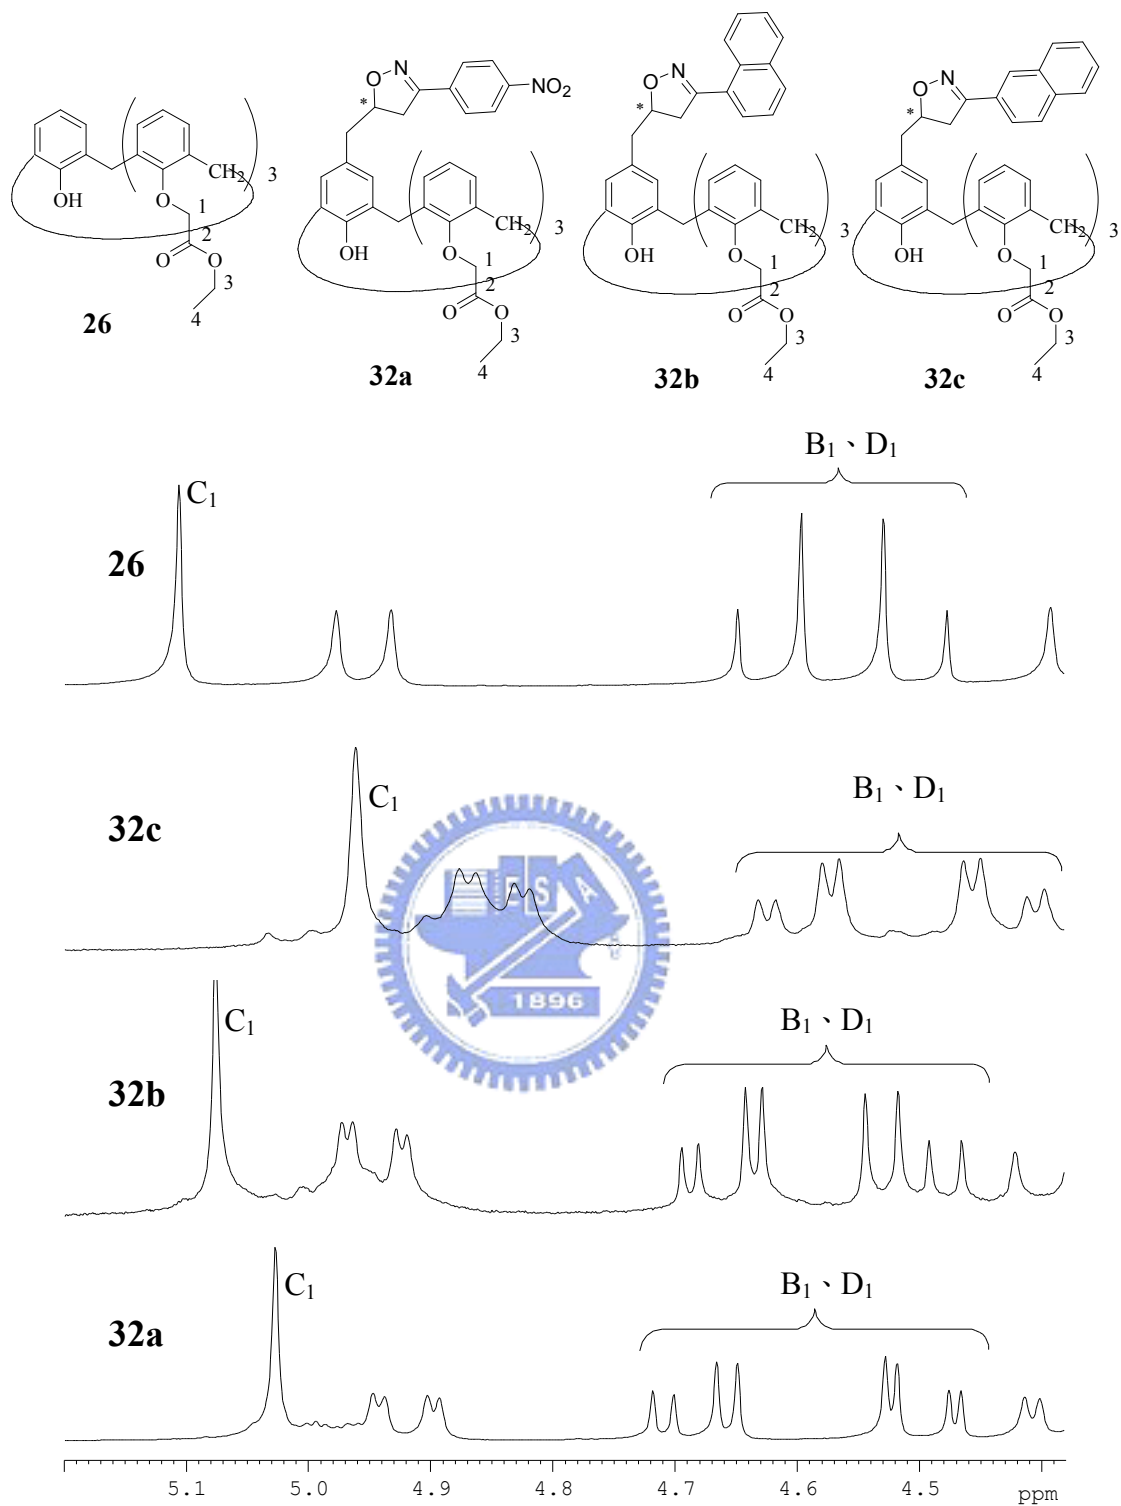 O N
*
NO2
OH
O
CH2
3
1
2
O
O
3
4
26
OH
O
CH2
3
1
2
O
O
3
4
32a
O N
*
OH
O
CH2
3
1
2
O
O
3
4
32b
O N
*
OH
O
CH2
3
1
2
O
O
3
4
32c
B1、D1
C1
26
B1、D1
C1
32c
E S A
1896
B1、D1
C1
32b
B1、D1
C1
32a
5.1 5.0 4.9 4.8 4.7 4.6 4.5 ppm